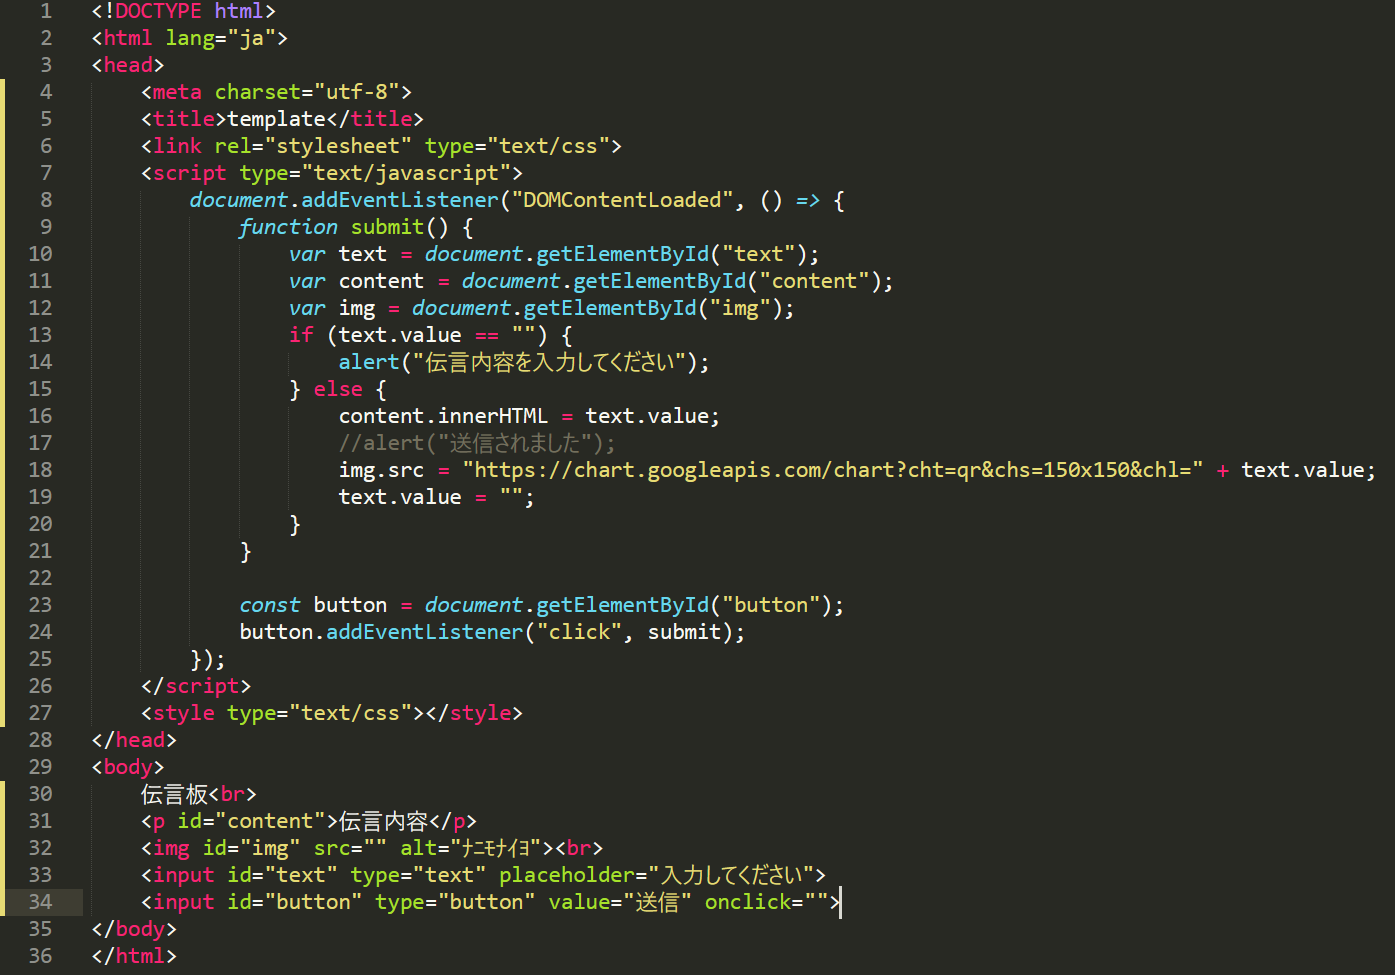 1 <!DOCTYPE html>
2 <html lang="ja">
3 <head>
4     <meta charset="utf-8">
5     <title>template</title>
6     <link rel="stylesheet" type="text/css">
7     <script type="text/javascript">
8         document.addEventListener("DOMContentLoaded", () => {
9             function submit() {
10                 var text = document.getElementById("text");
11                 var content = document.getElementById("content");
12                 var img = document.getElementById("img");
13                 if (text.value == "") {
14                     alert("伝言内容を入力してください");
15                 } else {
16                     content.innerHTML = text.value;
17                     //alert("送信されました");
18                     img.src = "https://chart.googleapis.com/chart?cht=qr&chs=150x150&chl=" + text.value;
19                     text.value = "";
20                 }
21             }
22
23             const button = document.getElementById("button");
24             button.addEventListener("click", submit);
25         });
26     </script>
27     <style type="text/css"></style>
28 </head>
29 <body>
30     伝言板<br>
31     <p id="content">伝言内容</p>
32     <img id="img" src="" alt="ﾅﾆﾓﾅｲﾖ"><br>
33     <input id="text" type="text" placeholder="入力してください">
34     <input id="button" type="button" value="送信" onclick="">
35 </body>
36 </html>